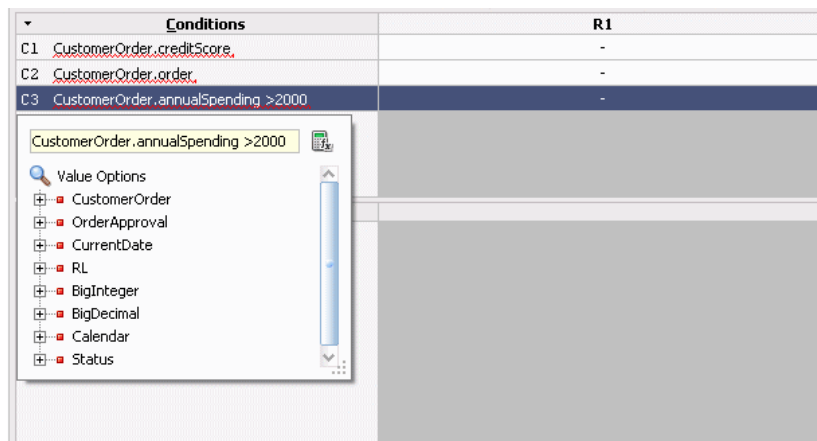 Conditions R1
C1 CustomerOrder.creditScore, -
C2 CustomerOrder.order, -
C3 CustomerOrder.annualSpending >2000 -
CustomerOrder.annualSpending >2000
Value Options
CustomerOrder
OrderApproval
CurrentDate
RL
BigInteger
BigDecimal
Calendar
Status